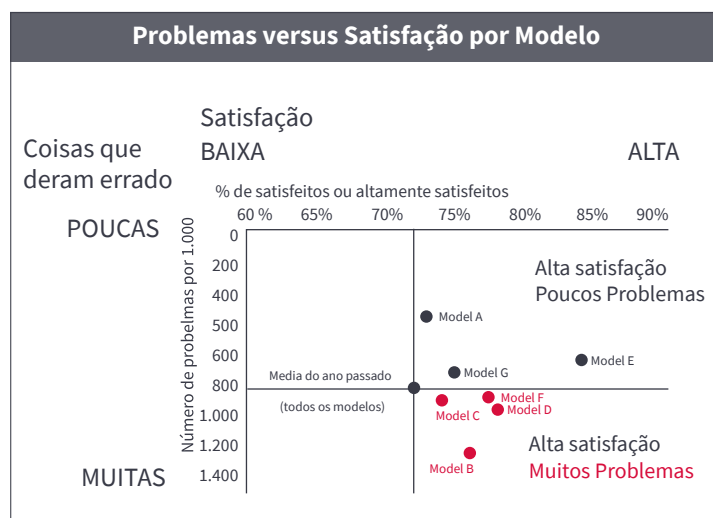 Problemas versus Satisfação por Modelo
Satisfação
Coisas que
deram errado
BAIXA
ALTA
% de satisfeitos ou altamente satisfeitos
60 %
65%
70%
75%
80%
85%
90%
POUCAS
MUITAS
Número de probelmas por 1.000
0
200
400
500
600
800
1.000
1.200
1.400
Alta satisfação
Poucos Problemas
Model A
Model E
Model G
Media do ano passado
(todos os modelos)
Model F
Model D
Model C
Model B
Alta satisfação
Muitos Problemas